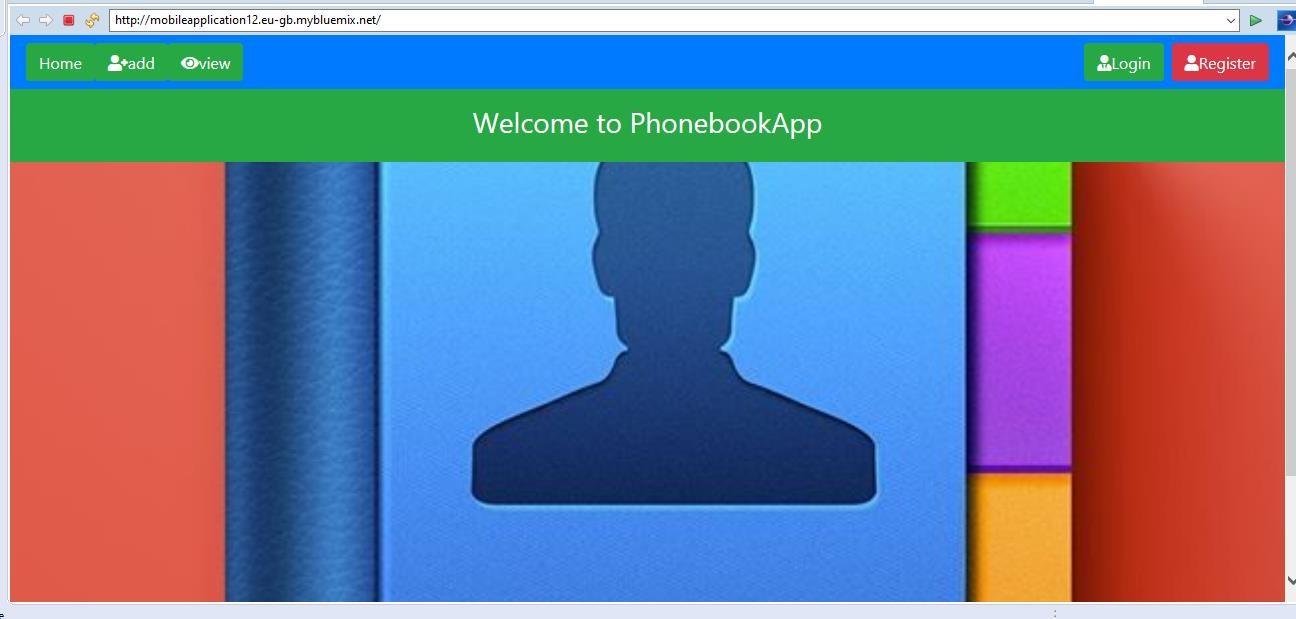 http://mobileapplication12.eu-gb.mybluemix.net/
Home add view Login Register
Welcome to PhonebookApp